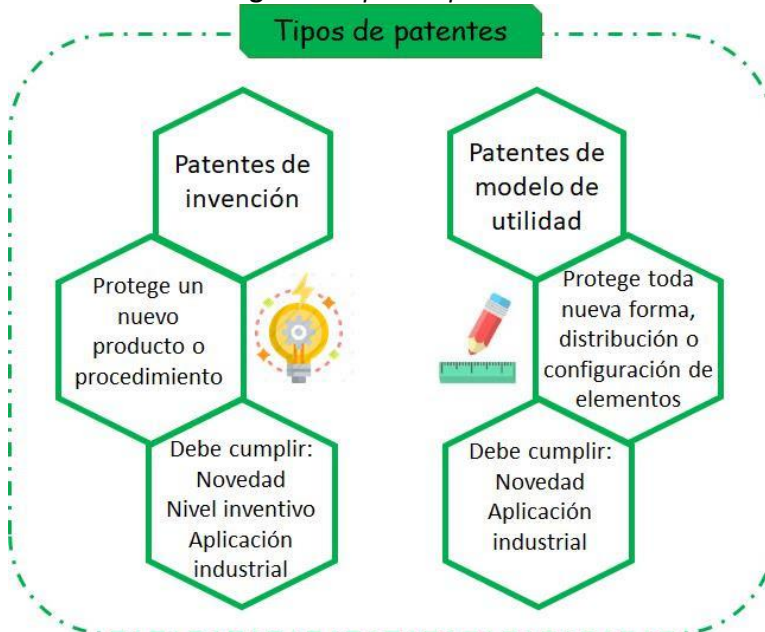 Tipos de patentes
Patentes de
invención
Protege un
nuevo
producto o
procedimiento
Debe cumplir:
Novedad
Nivel inventivo
Aplicación
industrial
Patentes de
modelo de
utilidad
Protege toda
nueva forma,
distribución o
configuración de
elementos
Debe cumplir:
Novedad
Aplicación
industrial